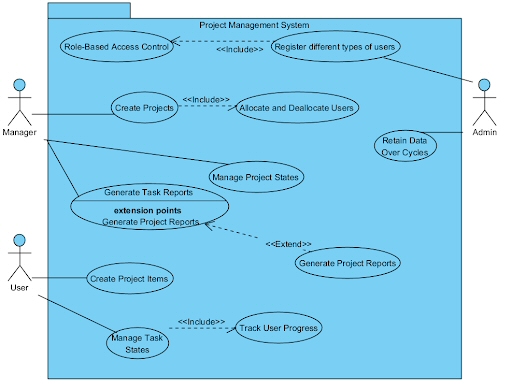 Project Management System
Role-Based Access Control
<<Include>>
Register different types of users
Create Projects
<<Include>>
Allocate and Deallocate Users
Manager
Admin
Retain Data
Over Cycles
Manage Project States
Generate Task Reports
extension points
Generate Project Reports
<<Extend>>
Generate Project Reports
Create Project Items
User
<<Include>>
Track User Progress
Manage Task
States